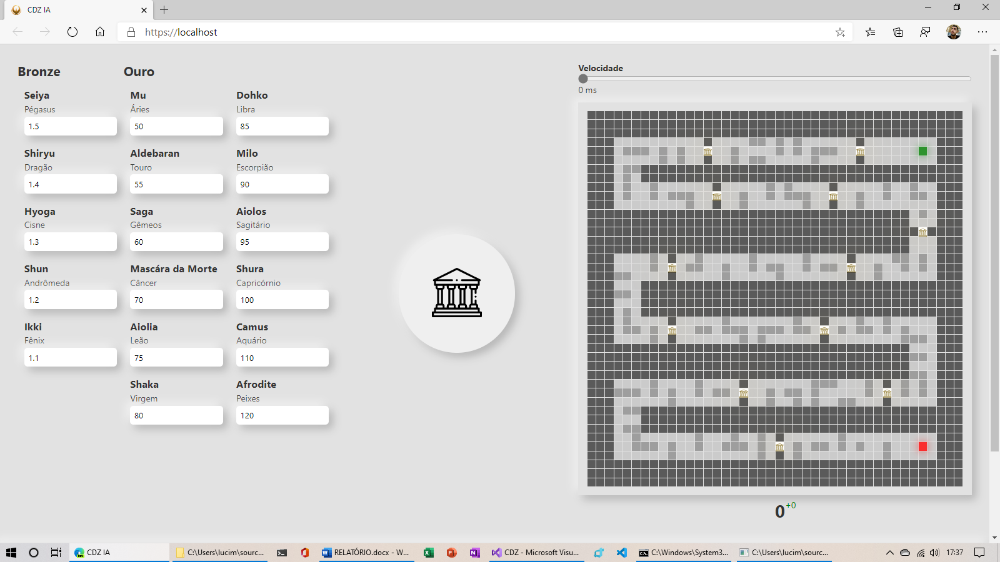 CDZ IA
https://localhost
Bronze
Ouro
Seiya
Pégasus
1.5
Shiryu
Dragão
1.4
Hyoga
Cisne
1.3
Shun
Andrômeda
1.2
Ikki
Fênix
1.1
Mu
Áries
50
Aldebaran
Touro
55
Saga
Gêmeos
60
Mascára da Morte
Câncer
70
Aiolia
Leão
75
Shaka
Virgem
80
Dohko
Libra
85
Milo
Escorpião
90
Aiolos
Sagitário
95
Shura
Capricórnio
100
Camus
Aquário
110
Afrodite
Peixes
120
Velocidade
0 ms
0 +0
CDZ IA
C:\Users\lucim\sourc...
RELATÓRIO.docx - W...
CDZ - Microsoft Visu...
C:\Windows\System3...
C:\Users\lucim\sourc...
17:37